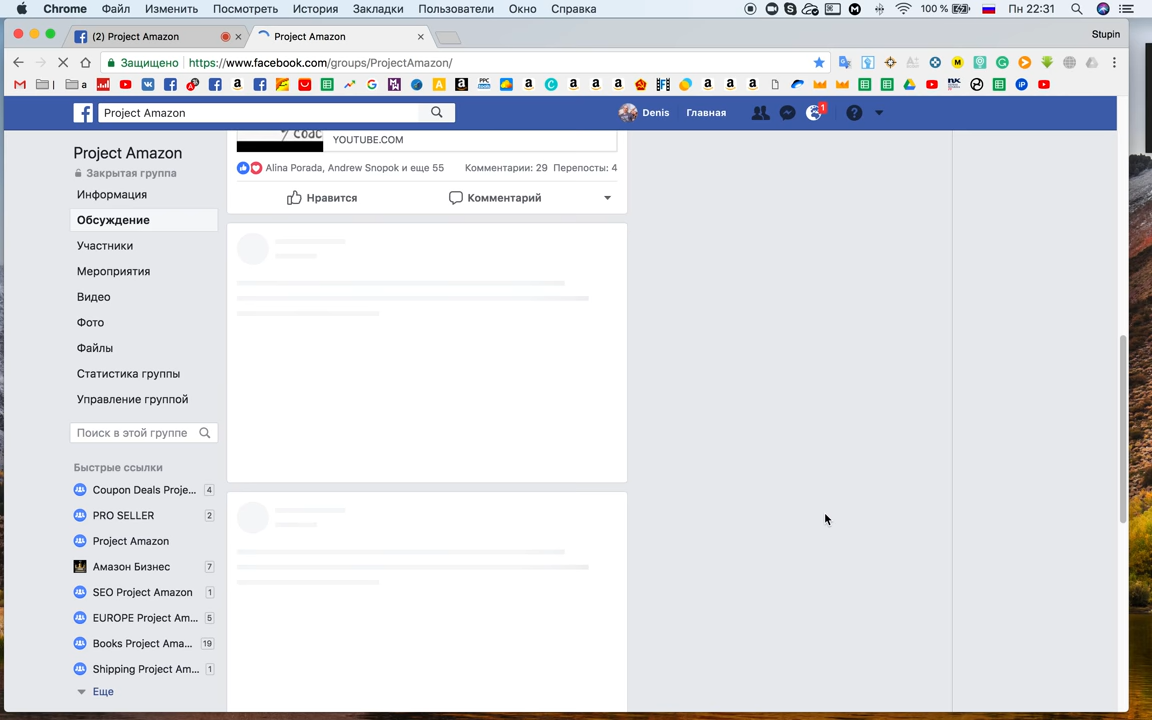 Chrome Файл Изменить Посмотреть История Закладки Пользователи Окно Справка 100 % Пн 22:31
(2) Project Amazon
Project Amazon
Stupin
Защищено https://www.facebook.com/groups/ProjectAmazon/
Project Amazon
Denis
Главная
1
Project Amazon
Закрытая группа
Информация
Обсуждение
Участники
Мероприятия
Видео
Фото
Файлы
Статистика группы
Управление группой
Поиск в этой группе
Быстрые ссылки
Coupon Deals Proje... 4
PRO SELLER 2
Project Amazon
Амазон Бизнес 7
SEO Project Amazon 1
EUROPE Project Am... 5
Books Project Ama... 19
Shipping Project Am... 1
Еще
YOUTUBE.COM
Alina Porada, Andrew Snopok и еще 55 Комментарии: 29 Перепосты: 4
Нравится Комментарий